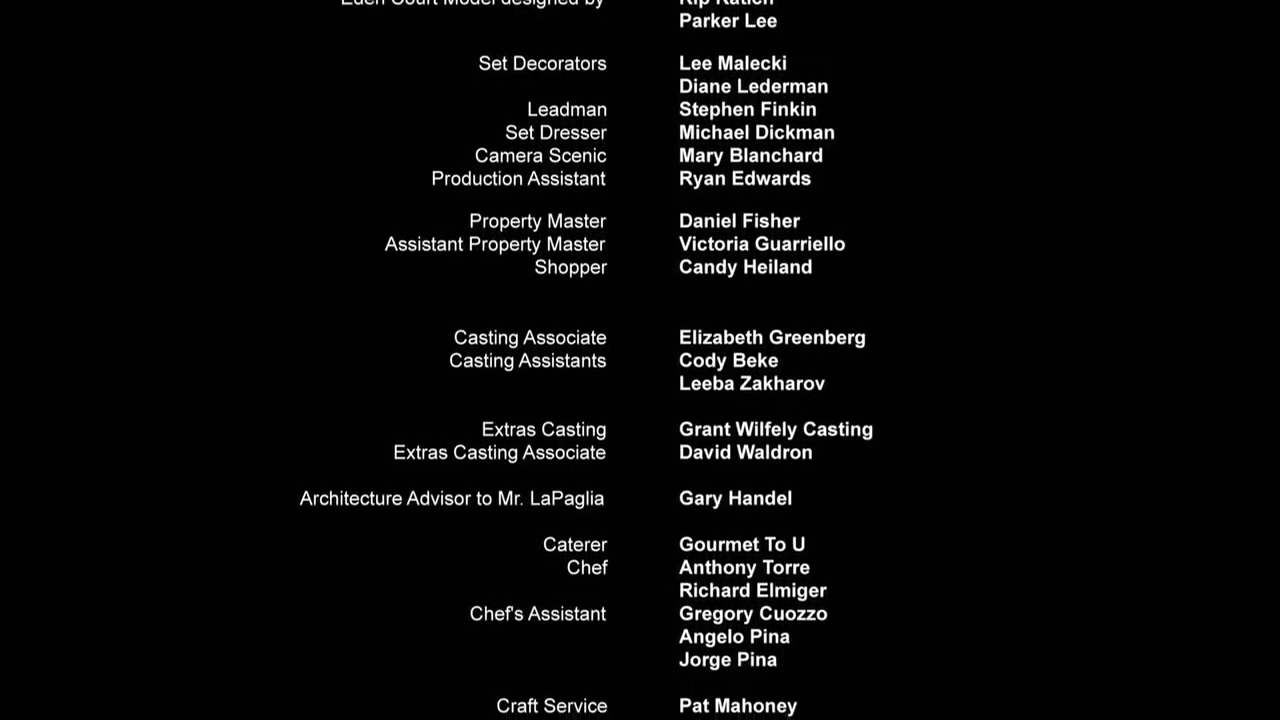 Eden Court Model designed by Kip Katich
Parker Lee
Set Decorators Lee Malecki
Diane Lederman
Leadman Stephen Finkin
Set Dresser Michael Dickman
Camera Scenic Mary Blanchard
Production Assistant Ryan Edwards
Property Master Daniel Fisher
Assistant Property Master Victoria Guarriello
Shopper Candy Heiland
Casting Associate Elizabeth Greenberg
Casting Assistants Cody Beke
Leeba Zakharov
Extras Casting Grant Wilfely Casting
Extras Casting Associate David Waldron
Architecture Advisor to Mr. LaPaglia Gary Handel
Caterer Gourmet To U
Chef Anthony Torre
Richard Elmiger
Chef's Assistant Gregory Cuozzo
Angelo Pina
Jorge Pina
Craft Service Pat Mahoney